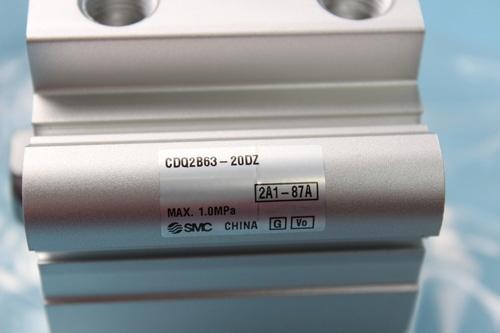 CDQ2B63-20DZ
2A1-87A
MAX. 1.0MPa
SMC CHINA G Vo